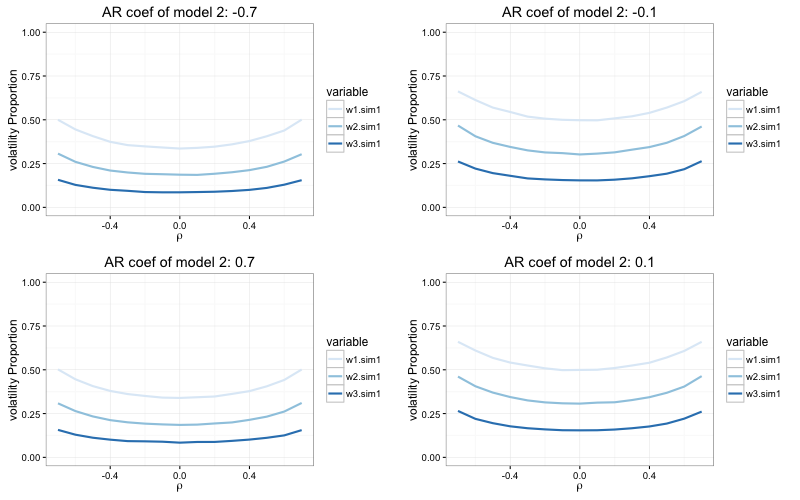 AR coef of model 2: -0.7
volatility Proportion
1.00
0.75
0.50
0.25
0.00
-0.4 0.0 0.4
ρ
variable
w1.sim1
w2.sim1
w3.sim1
AR coef of model 2: -0.1
volatility Proportion
1.00
0.75
0.50
0.25
0.00
-0.4 0.0 0.4
ρ
variable
w1.sim1
w2.sim1
w3.sim1
AR coef of model 2: 0.7
volatility Proportion
1.00
0.75
0.50
0.25
0.00
-0.4 0.0 0.4
ρ
variable
w1.sim1
w2.sim1
w3.sim1
AR coef of model 2: 0.1
volatility Proportion
1.00
0.75
0.50
0.25
0.00
-0.4 0.0 0.4
ρ
variable
w1.sim1
w2.sim1
w3.sim1